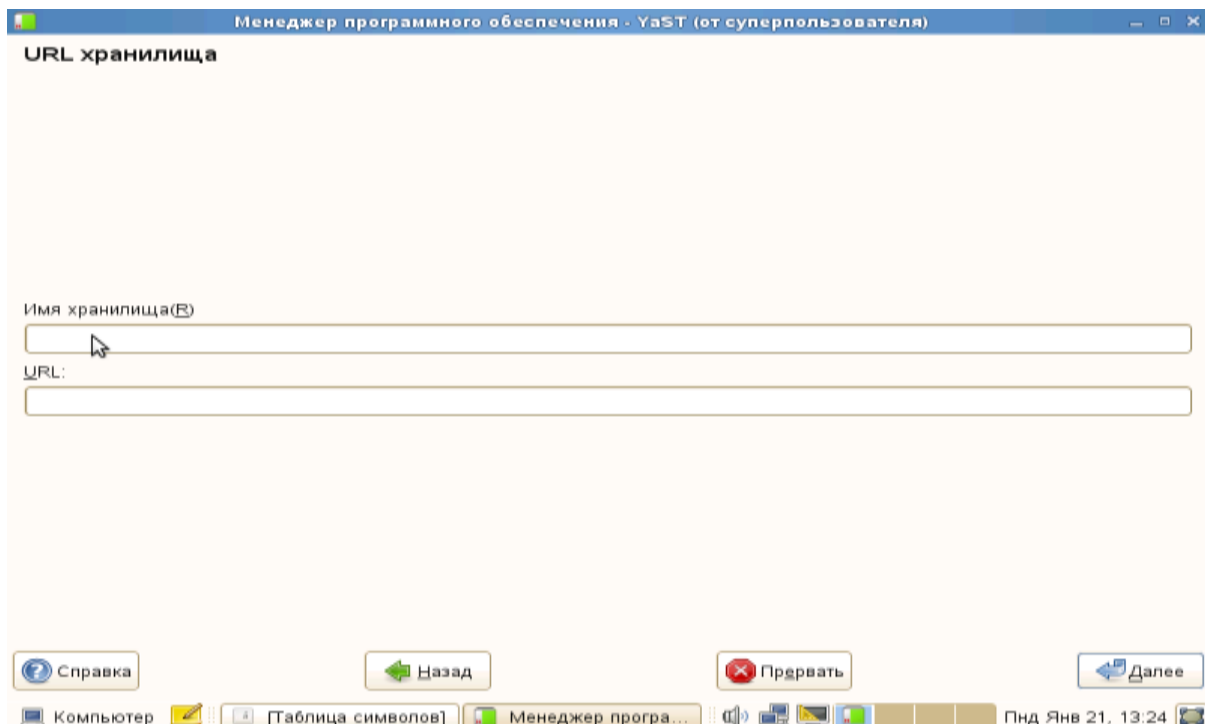 Менеджер программного обеспечения - YaST (от суперпользователя)
URL хранилища
Имя хранилища(R)
URL:
Справка
Назад
Прервать
Далее
Компьютер [Таблица символов] Менеджер програ... Пнд Янв 21, 13:24